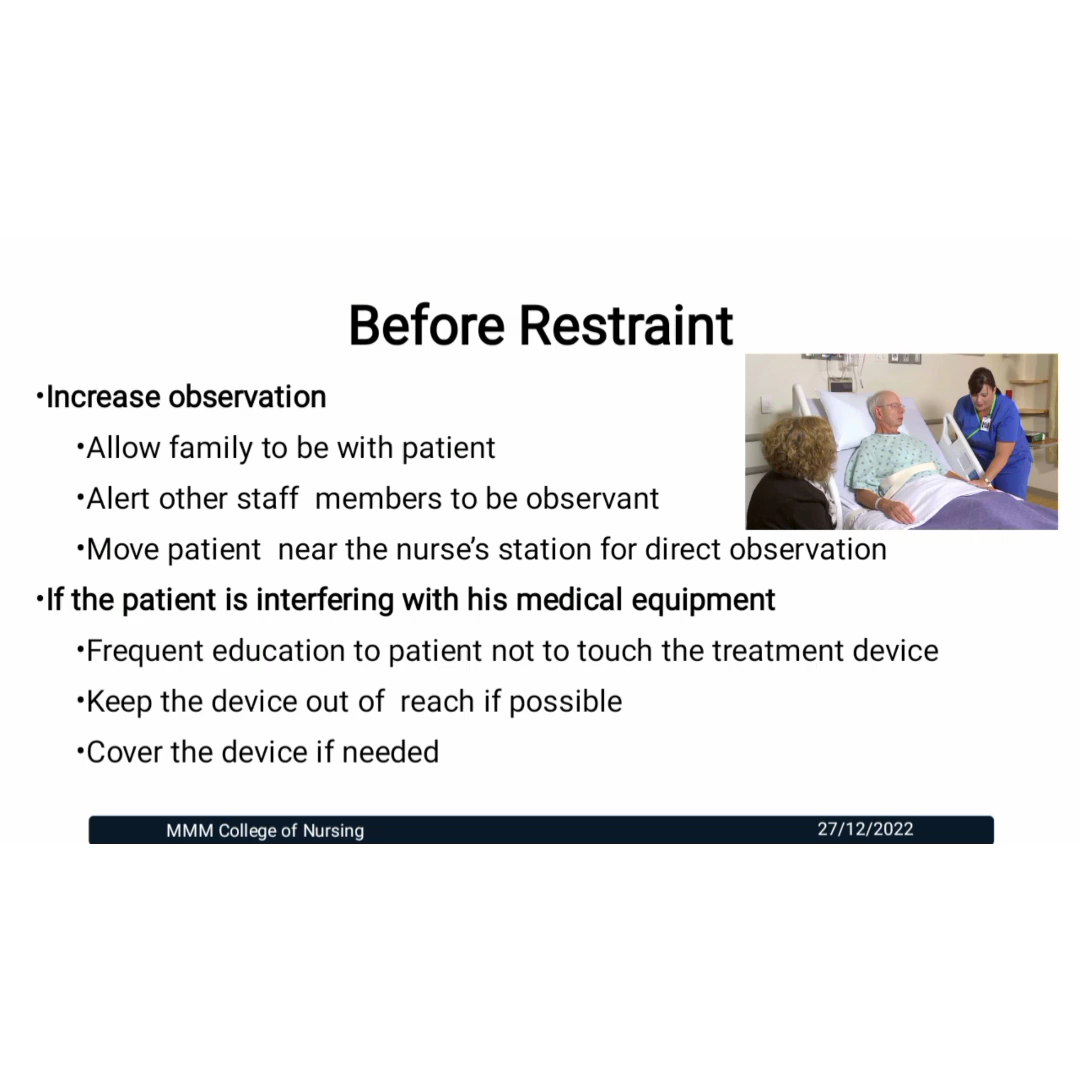 Before Restraint
•Increase observation
•Allow family to be with patient
•Alert other staff  members to be observant
•Move patient  near the nurse’s station for direct observation
•If the patient is interfering with his medical equipment
•Frequent education to patient not to touch the treatment device
•Keep the device out of  reach if possible
•Cover the device if needed
MMM College of Nursing
27/12/2022